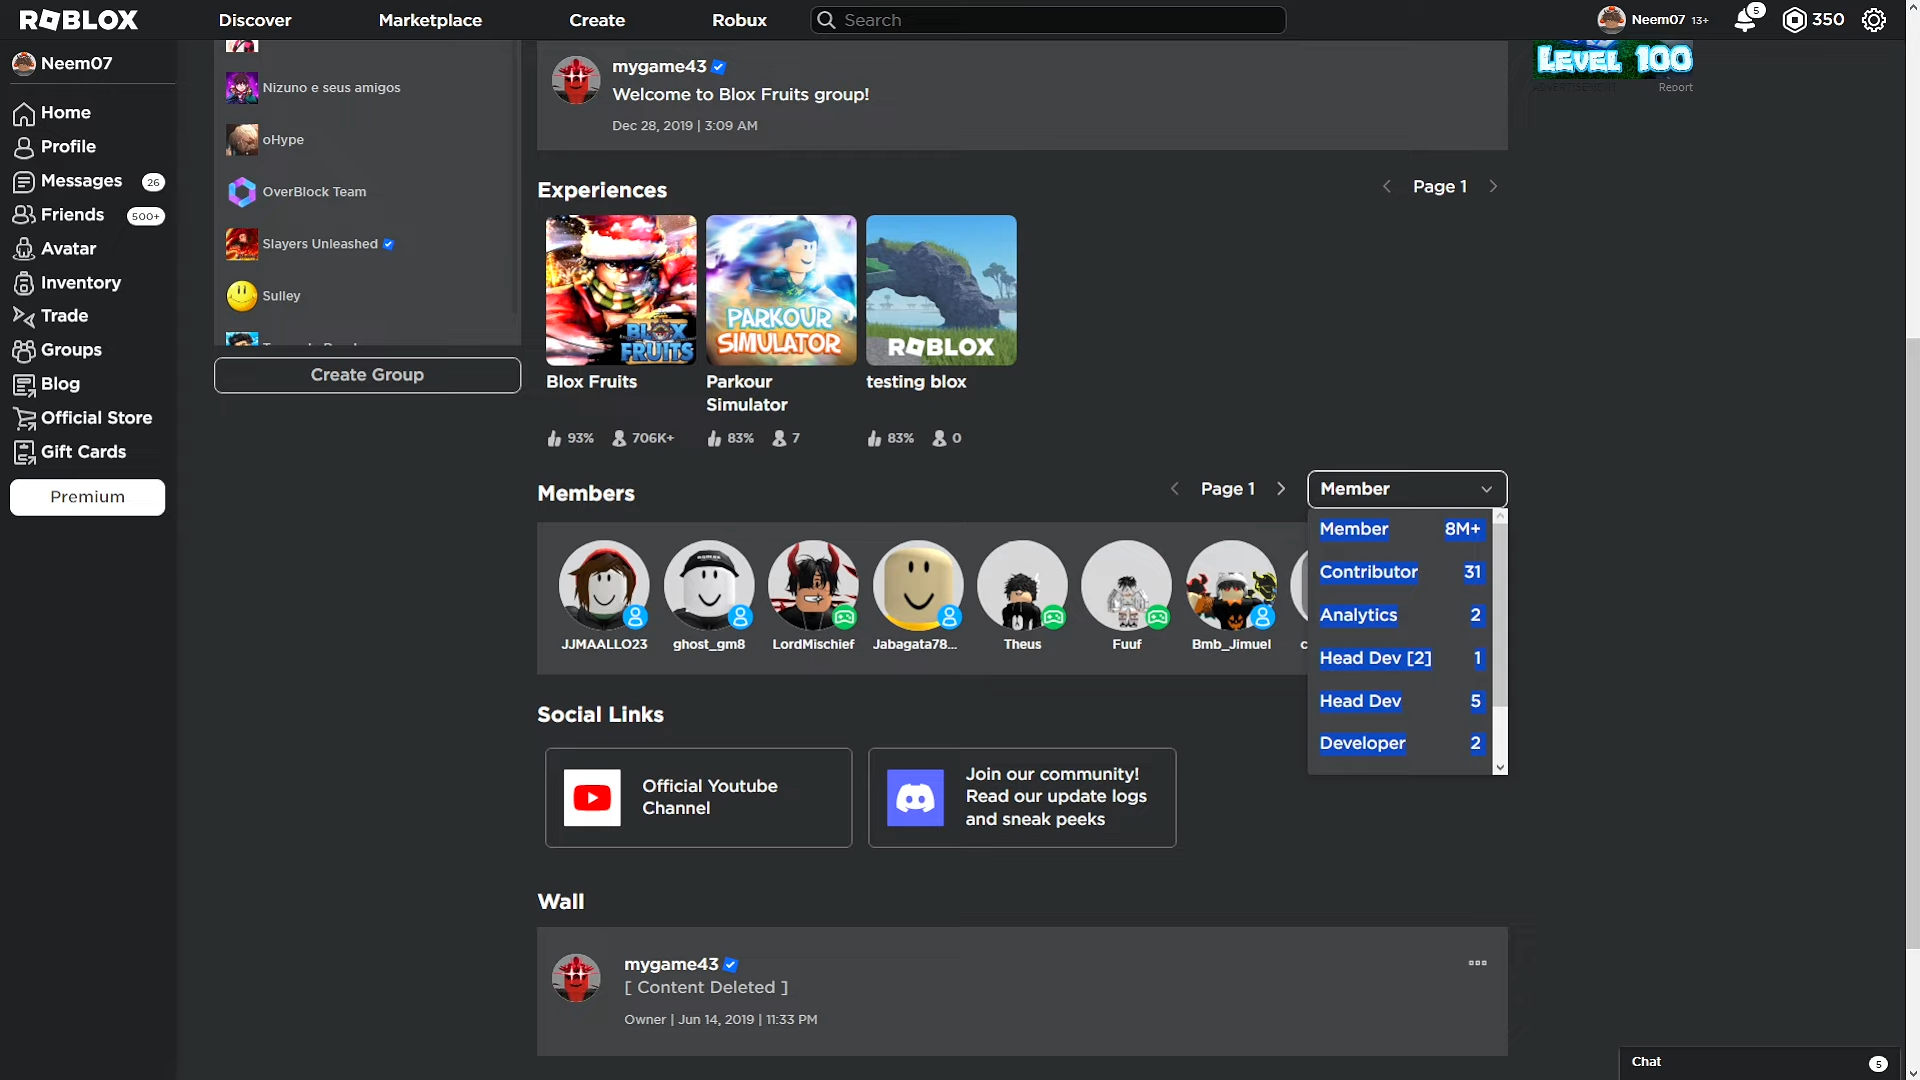 ROBLOX
Discover
Marketplace
Create
Robux
Search
Neem07 13+
5
350
Neem07
Home
Profile
Messages 26
Friends 500+
Avatar
Inventory
Trade
Groups
Blog
Official Store
Gift Cards
Premium
Nizuno e seus amigos
oHype
OverBlock Team
Slayers Unleashed
Sulley
Create Group
mygame43
Welcome to Blox Fruits group!
Dec 28, 2019 | 3:09 AM
LEVEL 100
ADVERTISEMENT
Report
Experiences
Page 1
BLOX
FRUITS
PARKOUR
SIMULATOR
ROBLOX
Blox Fruits
Parkour
Simulator
testing blox
93% 706K+
83% 7
83% 0
Members
Page 1
Member
Member 8M+
Contributor 31
Analytics 2
Head Dev [2] 1
Head Dev 5
Developer 2
JJMAALLO23
ghost_gm8
LordMischief
Jabagata78...
Theus
Fuuf
Bmb_Jimuel
c
Social Links
Official Youtube
Channel
Join our community!
Read our update logs
and sneak peeks
Wall
mygame43
[ Content Deleted ]
Owner | Jun 14, 2019 | 11:33 PM
Chat
5